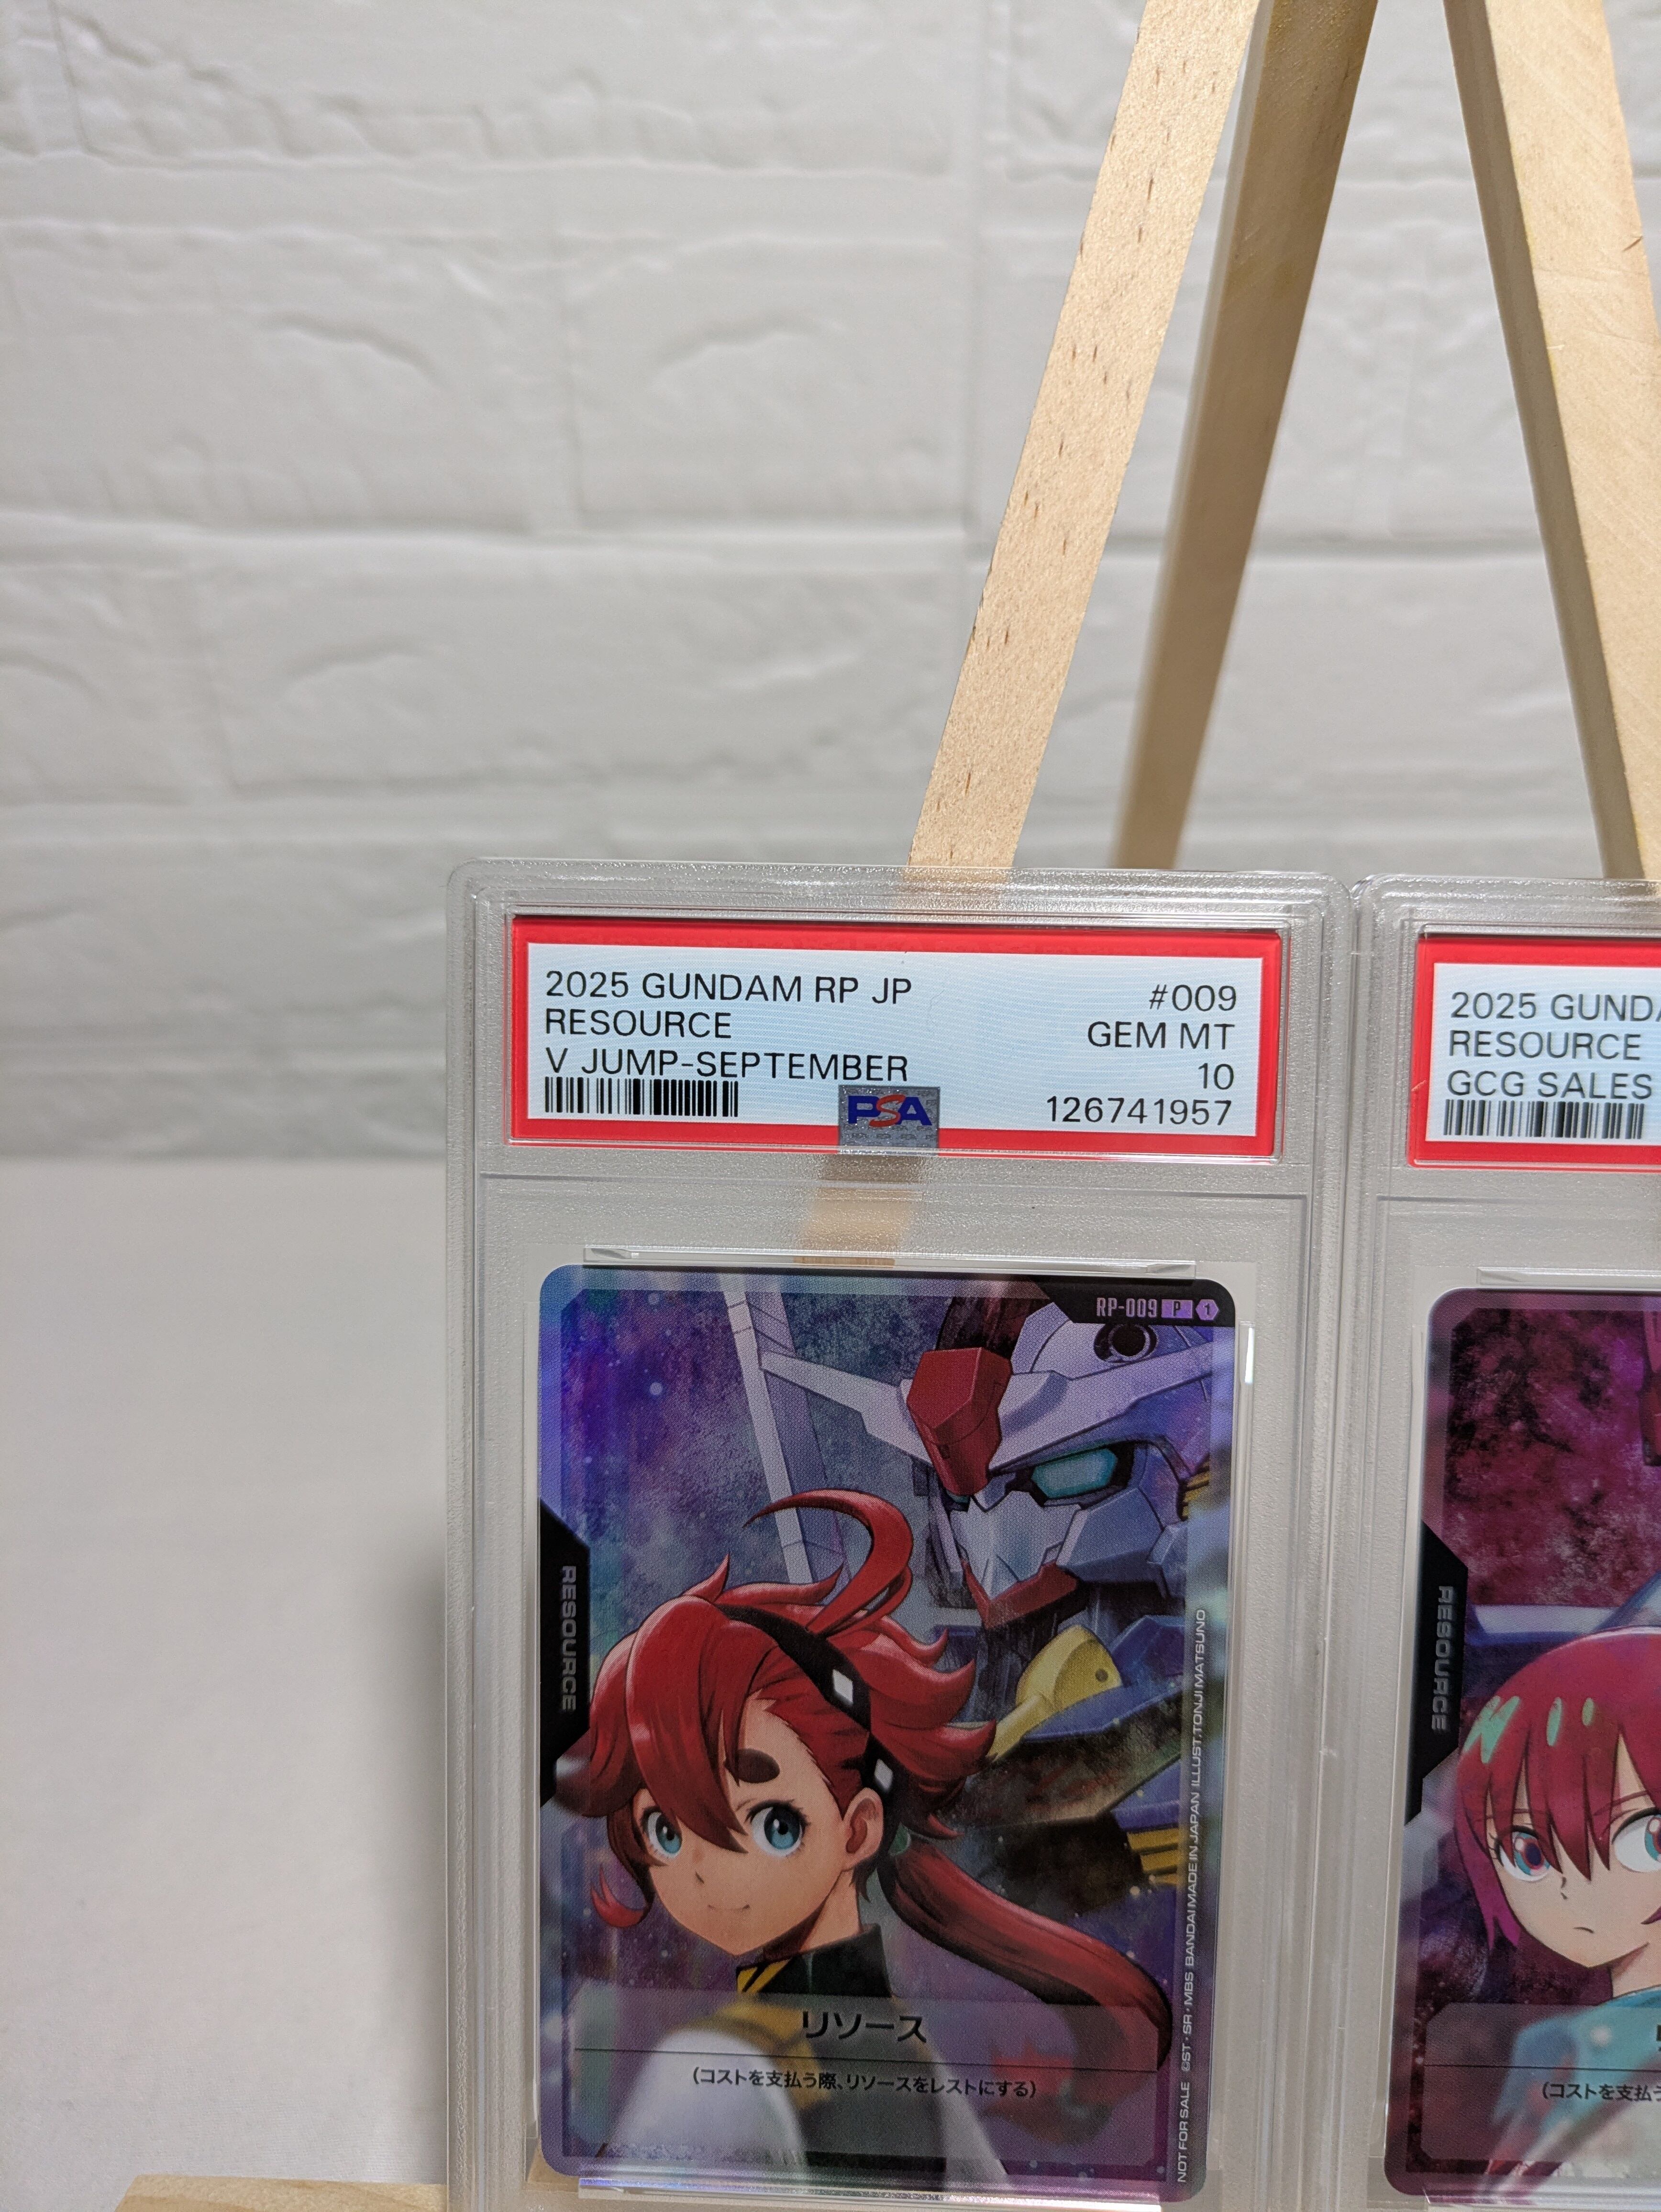 2025 GUNDAM RP JP
#009
RESOURCE
GEM MT
V JUMP-SEPTEMBER
10
PSA
126741957
2025 GUNDA
RESOURCE
GCG SALES
RP-009 P 1
RESOURCE
リソース
(コストを支払う際、リソースをレストにする)
NOT FOR SALE ©ST・SR・MBS BANDAI MADE IN JAPAN ILLUST.TONJI MATSUNO
RESOURCE
(コストを支払う